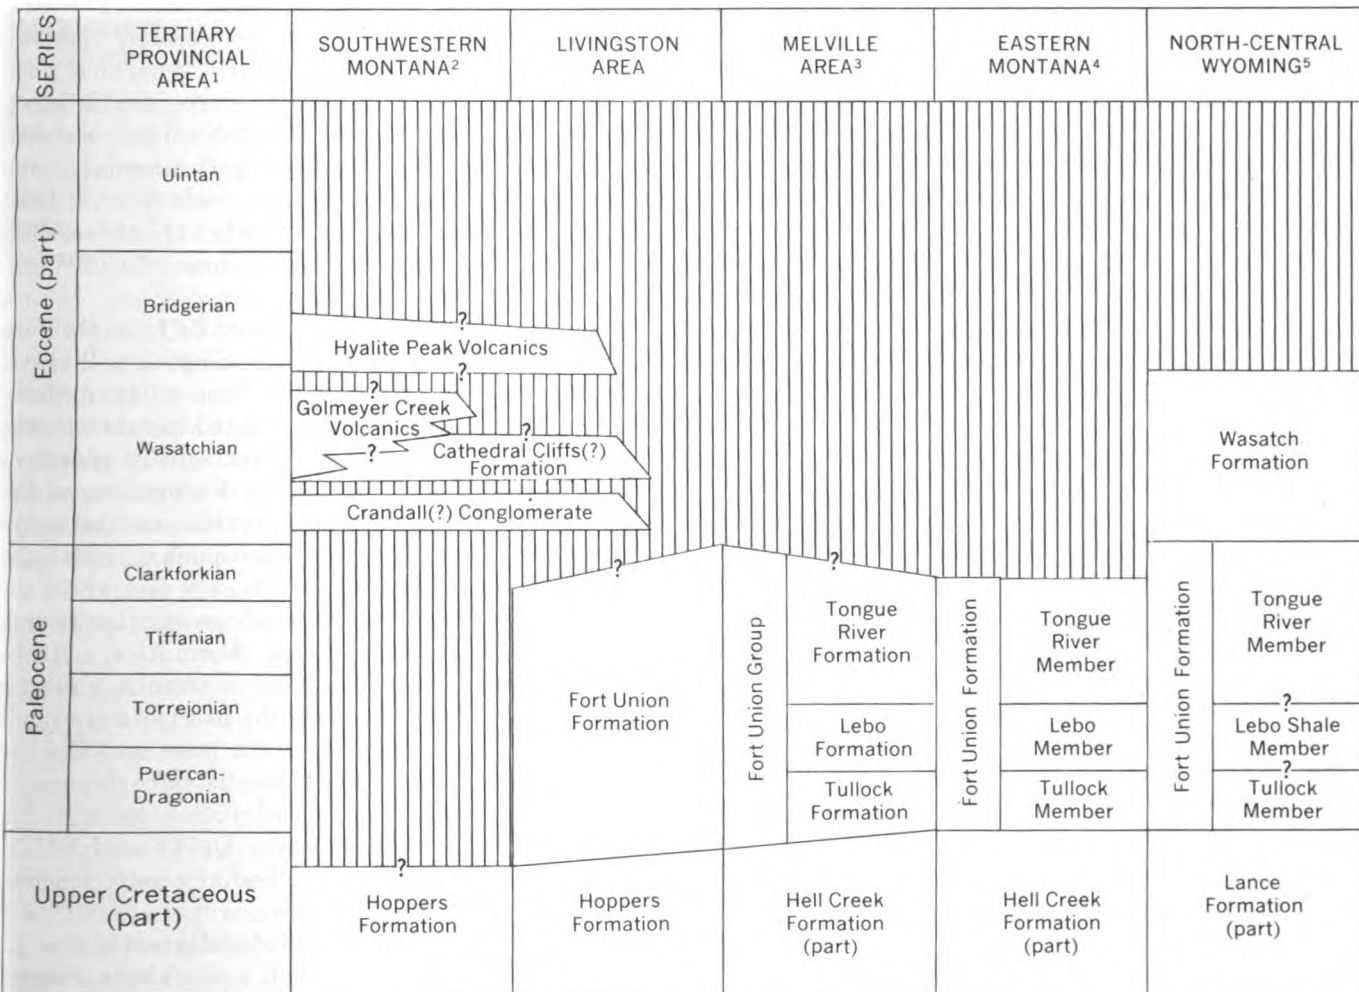 SERIES
TERTIARY
PROVINCIAL
AREA¹
SOUTHWESTERN
MONTANA²
LIVINGSTON
AREA
MELVILLE
AREA³
EASTERN
MONTANA⁴
NORTH-CENTRAL
WYOMING⁵
Eocene (part)
Uintan
Bridgerian
Wasatchian
?
Hyalite Peak Volcanics
?
?
Golmeyer Creek
Volcanics
?
?
Cathedral Cliffs(?)
Formation
Crandall(?) Conglomerate
Wasatch
Formation
Paleocene
Clarkforkian
Tiffanian
Torrejonian
Puercan-
Dragonian
?
Fort Union
Formation
?
Fort Union Group
Tongue
River
Formation
Lebo
Formation
Tullock
Formation
Fort Union Formation
Tongue
River
Member
Lebo
Member
Tullock
Member
Fort Union Formation
Tongue
River
Member
?
Lebo Shale
Member
?
Tullock
Member
Upper Cretaceous
(part)
?
Hoppers
Formation
Hoppers
Formation
Hell Creek
Formation
(part)
Hell Creek
Formation
(part)
Lance
Formation
(part)